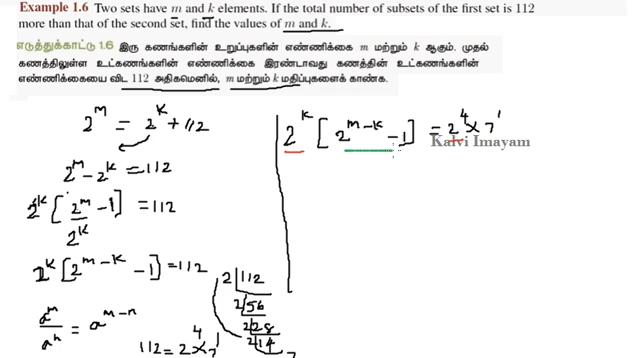 Example 1.6 Two sets have m and k elements. If the total number of subsets of the first set is 112
more than that of the second set, find the values of m and k.
எடுத்துக்காட்டு 1.6 இரு கணங்களின் உறுப்புகளின் எண்ணிக்கை m மற்றும் k ஆகும். முதல்
கணத்திலுள்ள உட்கணங்களின் எண்ணிக்கை இரண்டாவது கணத்தின் உட்கணங்களின்
எண்ணிக்கையை விட 112 அதிகமெனில், m மற்றும் k மதிப்புகளைக் காண்க.
2^m = 2^k + 112
2^m - 2^k = 112
2^k [ 2^m / 2^k - 1 ] = 112
2^k [ 2^{m-k} - 1 ] = 112
a^m / a^n = a^{m-n}
112 = 2^4 × 7^1
2 | 112
2 | 56
2 | 28
2 | 14
7
2^k [ 2^{m-k} - 1 ] = 2^4 × 7^1
Kalvi Imayam